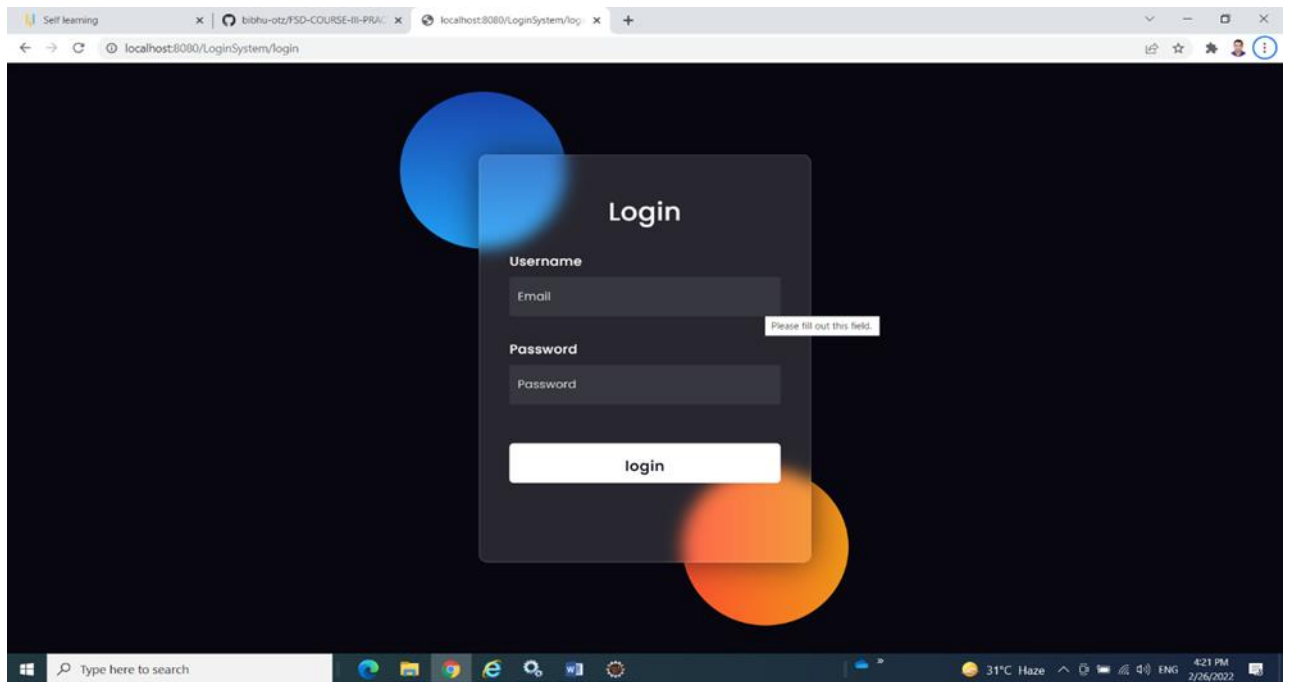 Self learning
bibhu-otz/FSD-COURSE-III-PRAC
localhost:8080/LoginSystem/log
localhost:8080/LoginSystem/login
Login
Username
Email
Please fill out this field.
Password
Password
login
Type here to search
31°C Haze
ENG
4:21 PM
2/26/2022